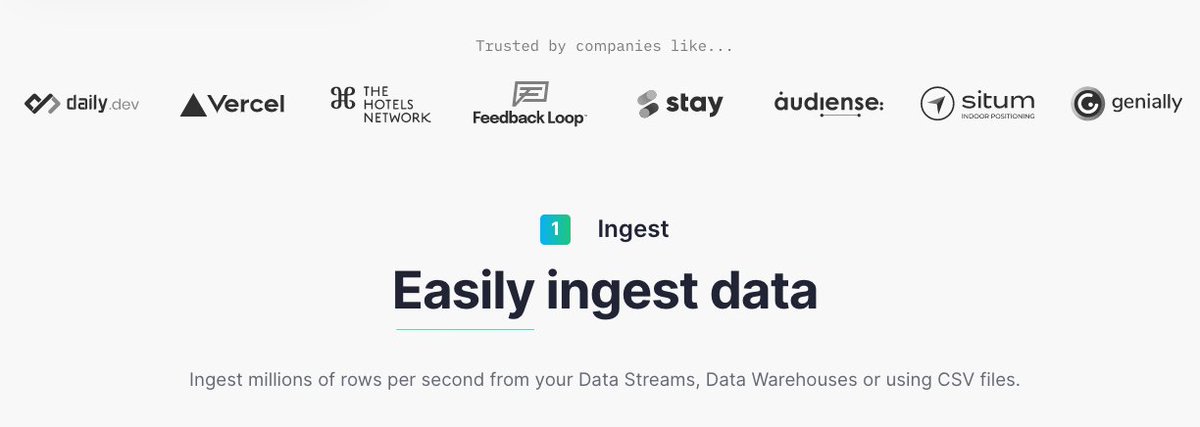 Trusted by companies like...
daily.dev
Vercel
THE
HOTELS
NETWORK
Feedback Loop
stay
audiense:
situm
INDOOR POSITIONING
genially
1 Ingest
Easily ingest data
Ingest millions of rows per second from your Data Streams, Data Warehouses or using CSV files.